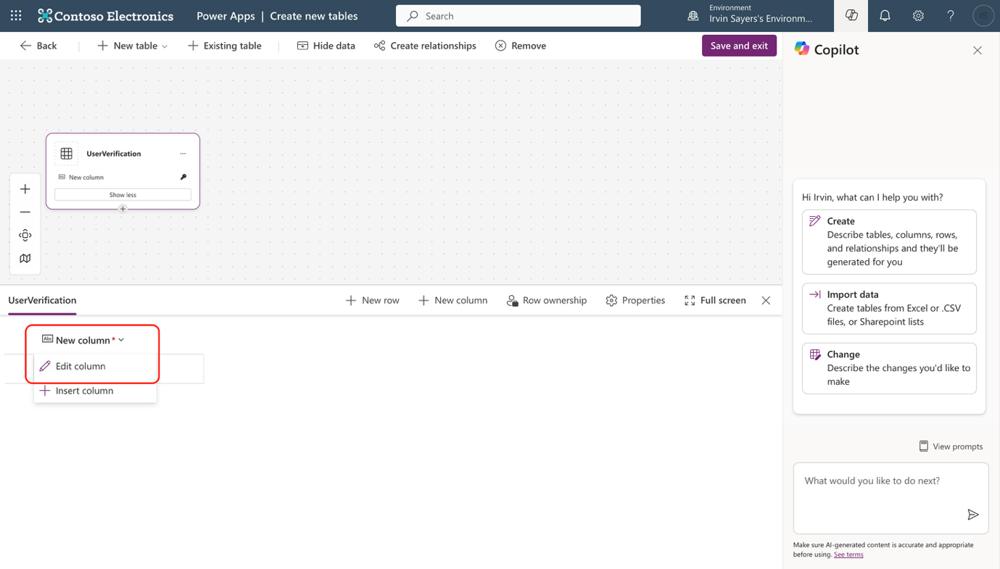 Contoso Electronics
Power Apps | Create new tables
Search
Environment
Irvin Sayers's Environm...
?
IS
Back
New table
Existing table
Hide data
Create relationships
Remove
Save and exit
Copilot
UserVerification
...
Abc New column
Show less
Hi Irvin, what can I help you with?
Create
Describe tables, columns, rows,
and relationships and they'll be
generated for you
Import data
Create tables from Excel or .CSV
files, or Sharepoint lists
Change
Describe the changes you'd like to
make
View prompts
What would you like to do next?
Make sure AI-generated content is accurate and appropriate
before using. See terms
UserVerification
New row
New column
Row ownership
Properties
Full screen
Abc New column *
Edit column
Insert column